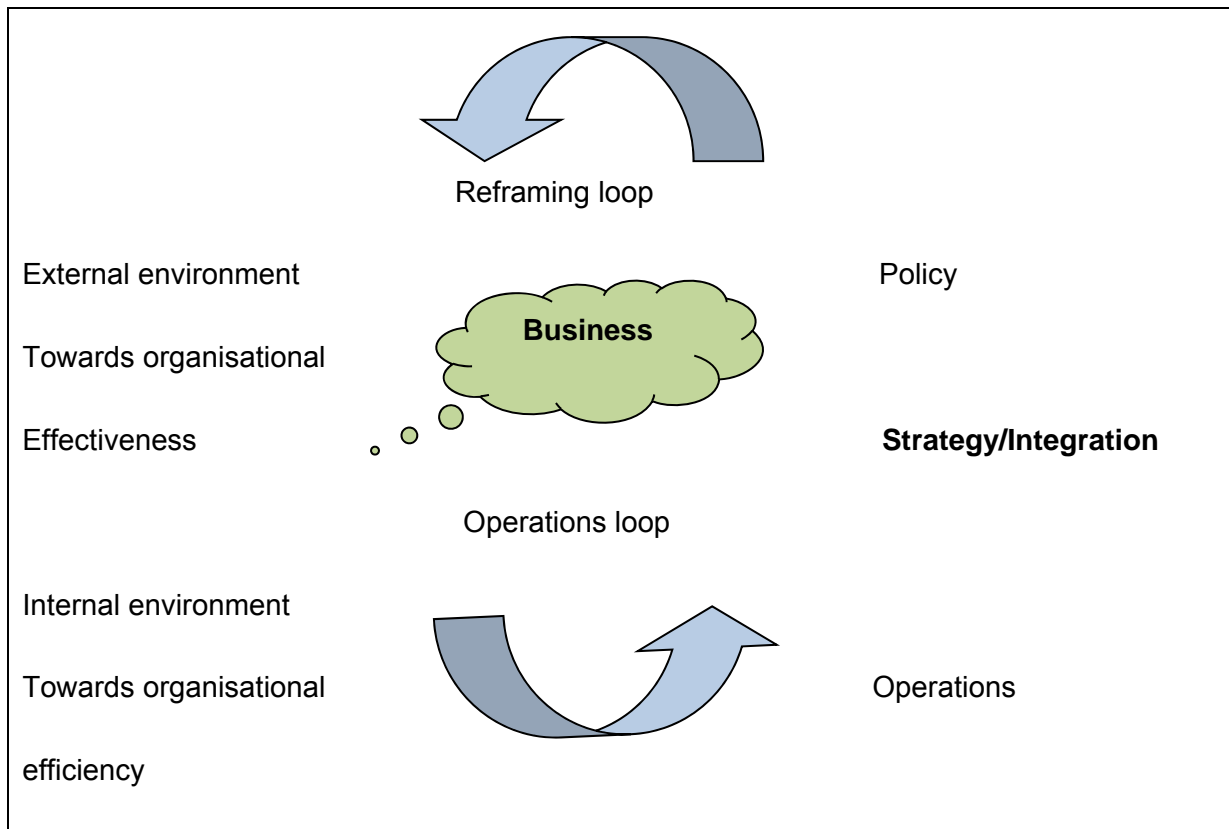 Reframing loop
External environment
Policy
Business
Towards organisational
Effectiveness
Strategy/Integration
Operations loop
Internal environment
Towards organisational
Operations
efficiency